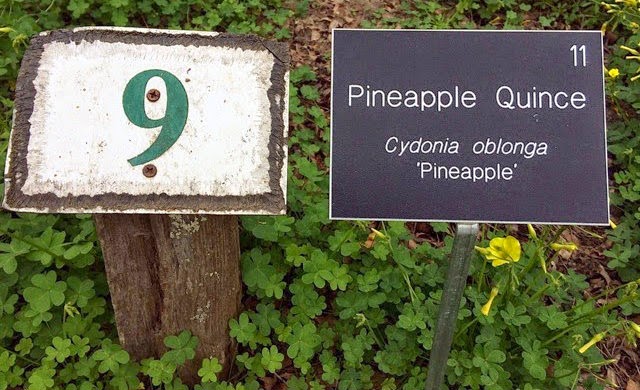 9
11
Pineapple Quince
Cydonia oblonga
'Pineapple'